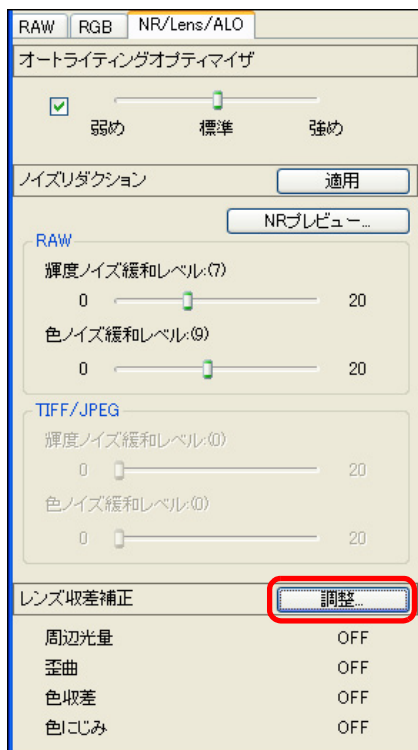 RAW RGB NR/Lens/ALO
オートライティングオプティマイザ
弱め 標準 強め
ノイズリダクション 適用
NRプレビュー...
RAW
輝度ノイズ緩和レベル:(7)
0 20
色ノイズ緩和レベル:(9)
0 20
TIFF/JPEG
輝度ノイズ緩和レベル:(0)
0 20
色ノイズ緩和レベル:(0)
0 20
レンズ収差補正 調整...
周辺光量 OFF
歪曲 OFF
色収差 OFF
色にじみ OFF